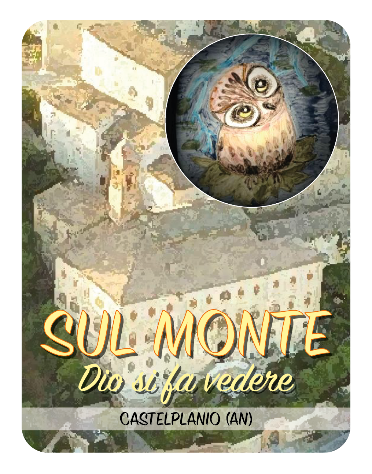 SUL MONTE
Dio si fa vedere
CASTELPLANIO (AN)